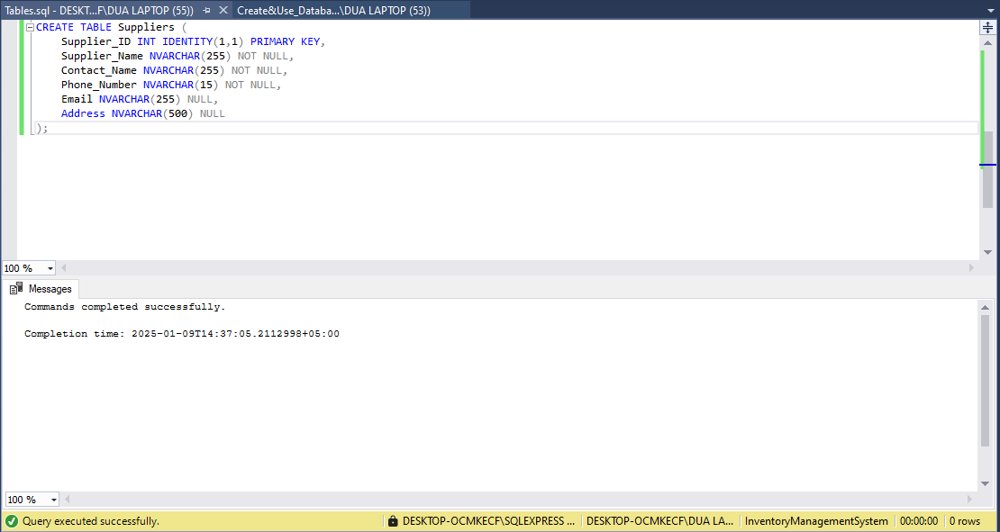 Tables.sql - DESKT...F\DUA LAPTOP (55)) Create&Use_Databa...\DUA LAPTOP (53))
CREATE TABLE Suppliers (
Supplier_ID INT IDENTITY(1,1) PRIMARY KEY,
Supplier_Name NVARCHAR(255) NOT NULL,
Contact_Name NVARCHAR(255) NOT NULL,
Phone_Number NVARCHAR(15) NOT NULL,
Email NVARCHAR(255) NULL,
Address NVARCHAR(500) NULL
);
100 %
Messages
Commands completed successfully.
Completion time: 2025-01-09T14:37:05.2112998+05:00
100 %
Query executed successfully. DESKTOP-OCMKECF\SQLEXPRESS ... DESKTOP-OCMKECF\DUA LA... InventoryManagementSystem 00:00:00 0 rows